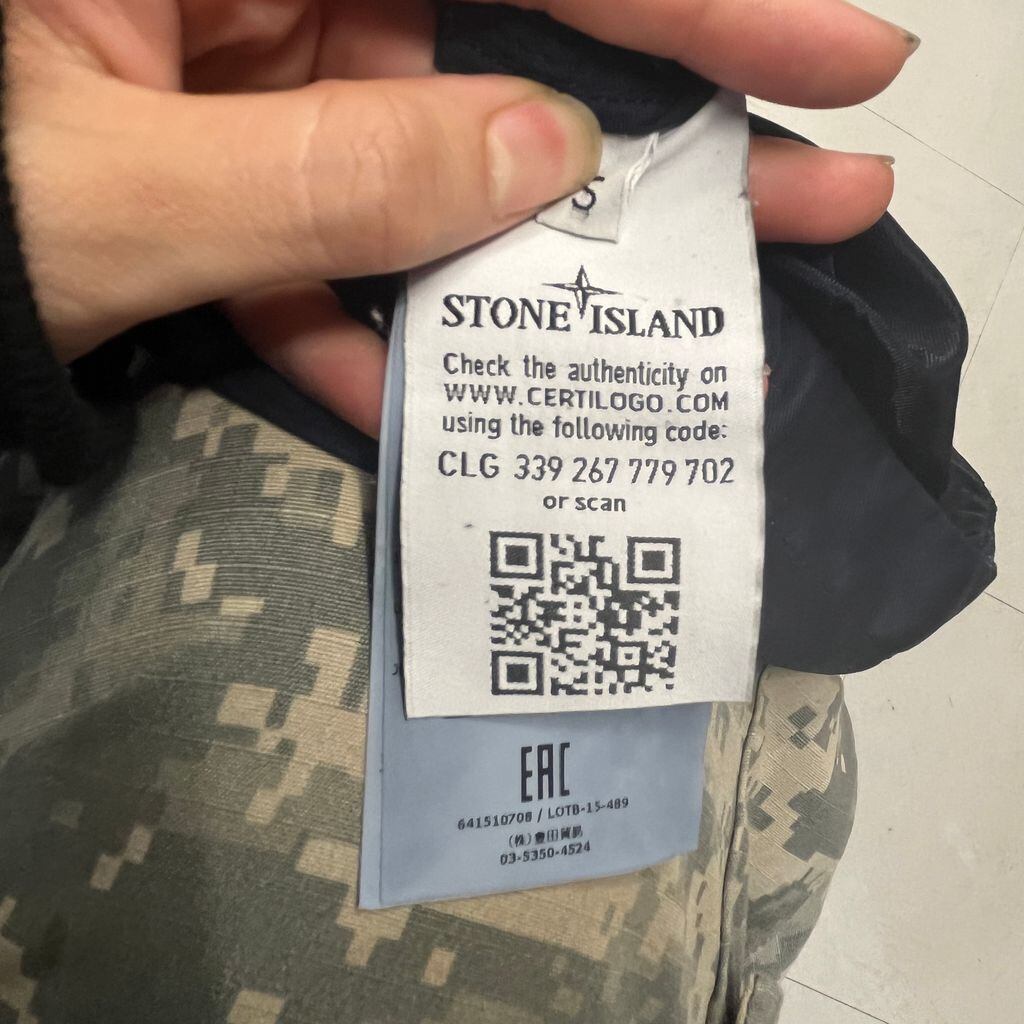 S
STONE ISLAND
Check the authenticity on
WWW.CERTILOGO.COM
using the following code:
CLG 339 267 779 702
or scan
EAC
641510708 / LOTB-15-489
(株)豊田貿易
03-5350-4524